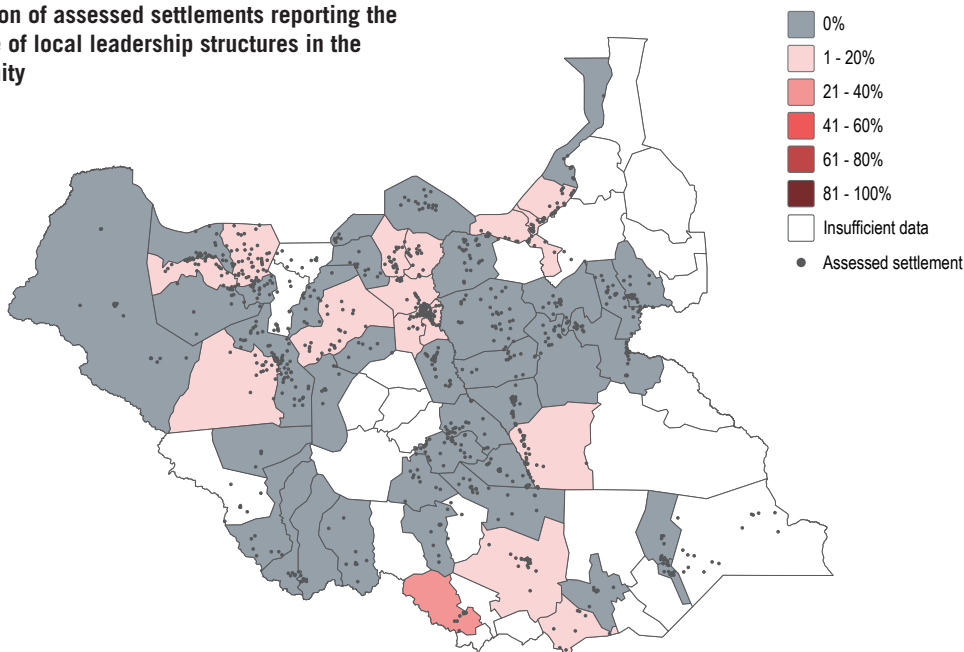 on of assessed settlements reporting the
of local leadership structures in the
ity
0%
1 - 20%
21 - 40%
41 - 60%
61 - 80%
81 - 100%
Insufficient data
Assessed settlement